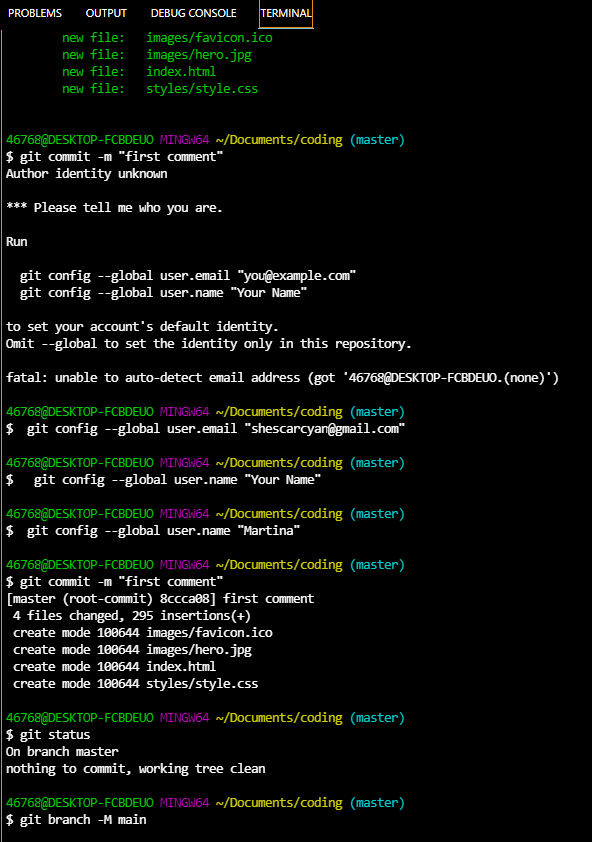 PROBLEMS OUTPUT DEBUG CONSOLE TERMINAL
new file: images/favicon.ico
new file: images/hero.jpg
new file: index.html
new file: styles/style.css
46768@DESKTOP-FCBDEUO MINGW64 ~/Documents/coding (master)
$ git commit -m "first comment"
Author identity unknown
*** Please tell me who you are.
Run
git config --global user.email "you@example.com"
git config --global user.name "Your Name"
to set your account's default identity.
Omit --global to set the identity only in this repository.
fatal: unable to auto-detect email address (got '46768@DESKTOP-FCBDEUO.(none)')
46768@DESKTOP-FCBDEUO MINGW64 ~/Documents/coding (master)
$  git config --global user.email "shescarcyan@gmail.com"
46768@DESKTOP-FCBDEUO MINGW64 ~/Documents/coding (master)
$   git config --global user.name "Your Name"
46768@DESKTOP-FCBDEUO MINGW64 ~/Documents/coding (master)
$  git config --global user.name "Martina"
46768@DESKTOP-FCBDEUO MINGW64 ~/Documents/coding (master)
$ git commit -m "first comment"
[master (root-commit) 8ccca08] first comment
4 files changed, 295 insertions(+)
create mode 100644 images/favicon.ico
create mode 100644 images/hero.jpg
create mode 100644 index.html
create mode 100644 styles/style.css
46768@DESKTOP-FCBDEUO MINGW64 ~/Documents/coding (master)
$ git status
On branch master
nothing to commit, working tree clean
46768@DESKTOP-FCBDEUO MINGW64 ~/Documents/coding (master)
$ git branch -M main